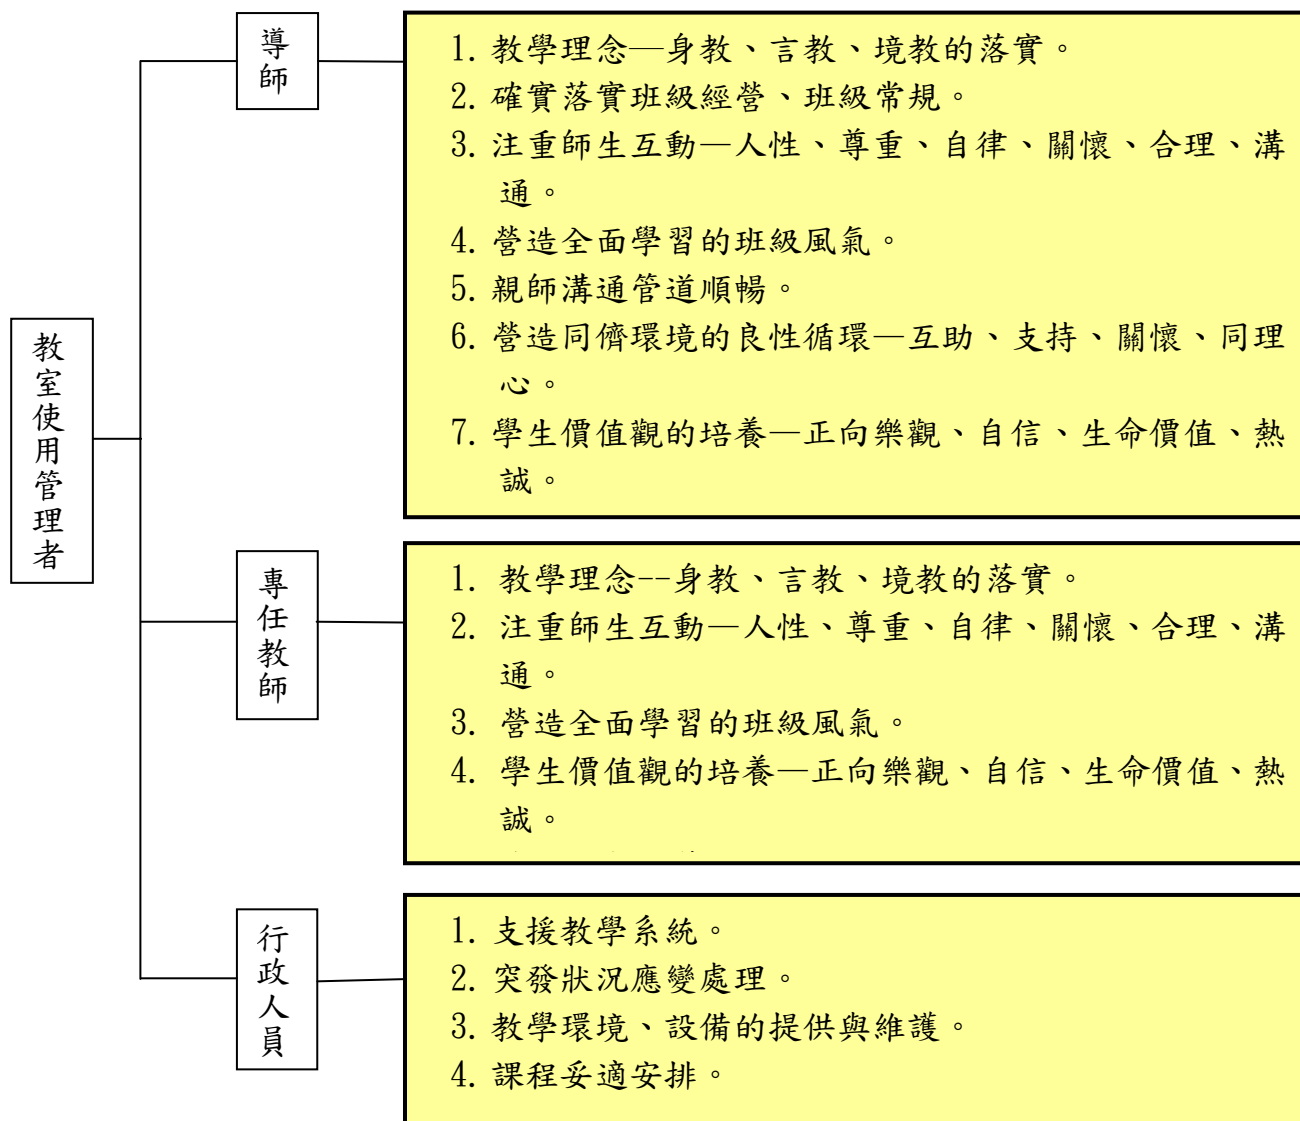 教室使用管理者
導師
1. 教學理念—身教、言教、境教的落實。
2. 確實落實班級經營、班級常規。
3. 注重師生互動—人性、尊重、自律、關懷、合理、溝
通。
4. 營造全面學習的班級風氣。
5. 親師溝通管道順暢。
6. 營造同儕環境的良性循環—互助、支持、關懷、同理
心。
7. 學生價值觀的培養—正向樂觀、自信、生命價值、熱
誠。
專任教師
1. 教學理念--身教、言教、境教的落實。
2. 注重師生互動—人性、尊重、自律、關懷、合理、溝
通。
3. 營造全面學習的班級風氣。
4. 學生價值觀的培養—正向樂觀、自信、生命價值、熱
誠。
行政人員
1. 支援教學系統。
2. 突發狀況應變處理。
3. 教學環境、設備的提供與維護。
4. 課程妥適安排。